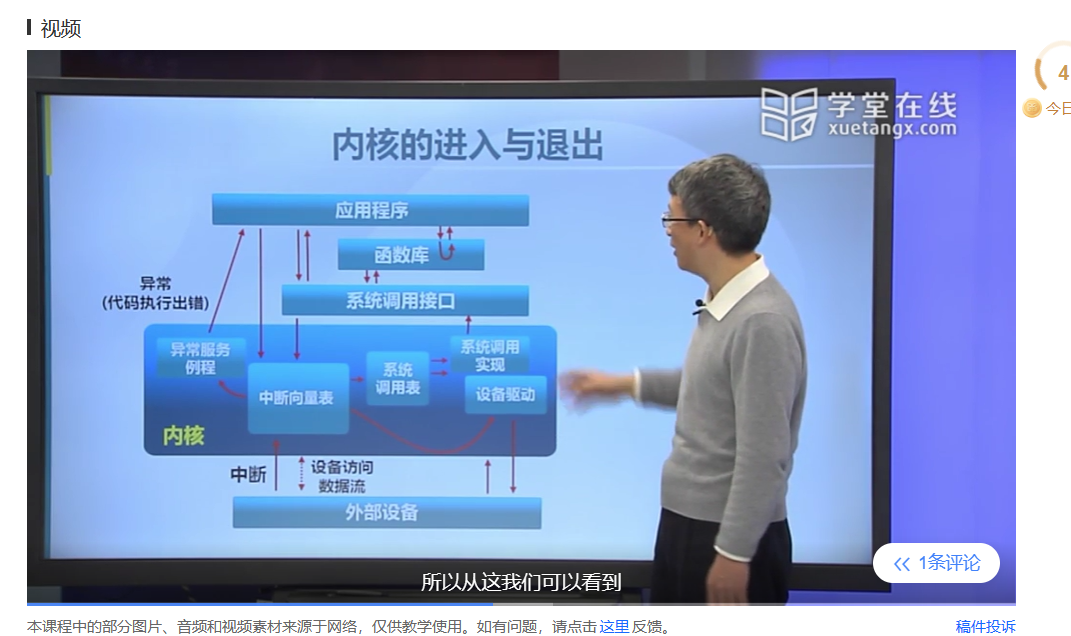 视频
学堂在线
xuetangx.com
4
今日
内核的进入与退出
应用程序
函数库
异常
(代码执行出错)
系统调用接口
异常服务
例程
中断向量表
系统
调用表
系统调用
实现
设备驱动
内核
中断
设备访问
数据流
外部设备
1条评论
所以从这我们可以看到
本课程中的部分图片、音频和视频素材来源于网络，仅供教学使用。如有问题，请点击这里反馈。
稿件投诉